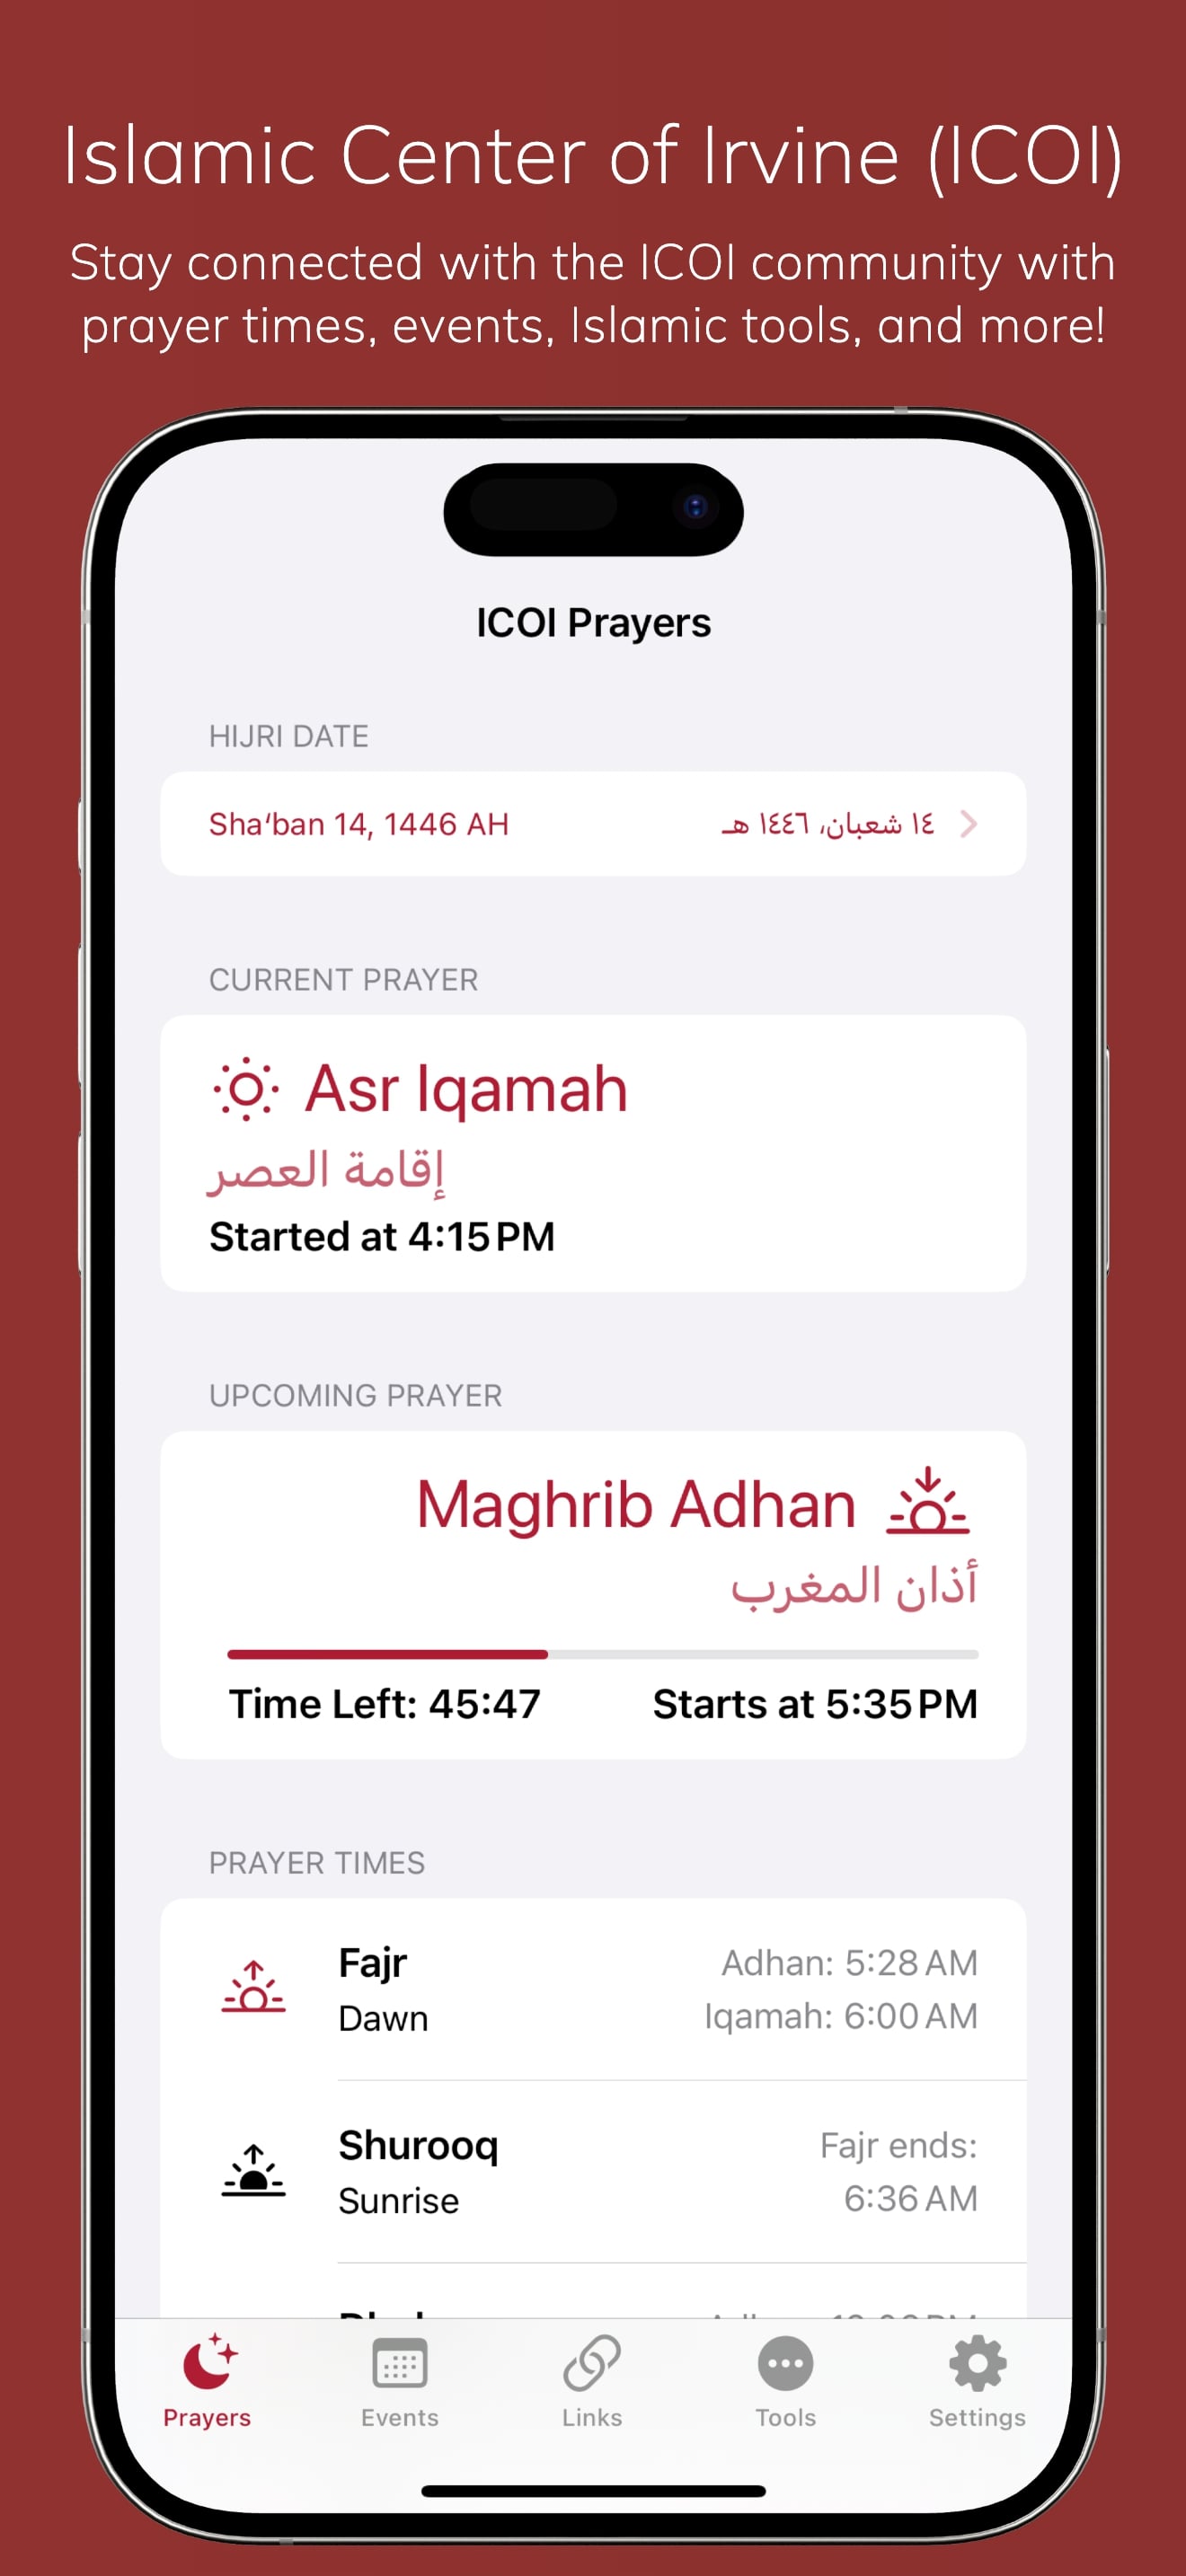 Islamic Center of Irvine (ICOI)
Stay connected with the ICOI community with
prayer times, events, Islamic tools, and more!
ICOI Prayers
HIJRI DATE
Sha‘ban 14, 1446 AH
١٤ شعبان، ١٤٤٦ هـ
CURRENT PRAYER
Asr Iqamah
إقامة العصر
Started at 4:15 PM
UPCOMING PRAYER
Maghrib Adhan
أذان المغرب
Time Left: 45:47
Starts at 5:35 PM
PRAYER TIMES
Fajr
Adhan: 5:28 AM
Dawn
Iqamah: 6:00 AM
Shurooq
Fajr ends:
Sunrise
6:36 AM
Prayers
Events
Links
Tools
Settings